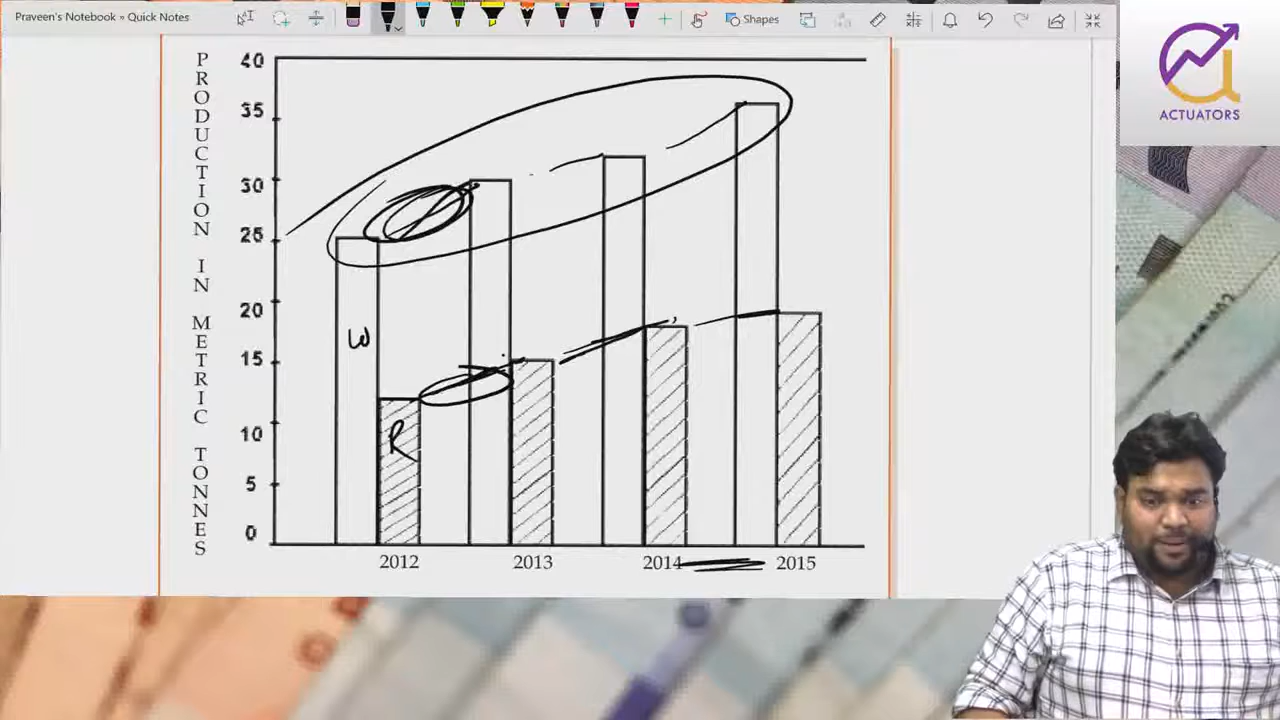 Praveen's Notebook » Quick Notes
Shapes
ACTUATORS
PRODUCTION IN METRIC TONNES
40
35
30
25
20
15
10
5
0
W
R
2012 2013 2014 2015